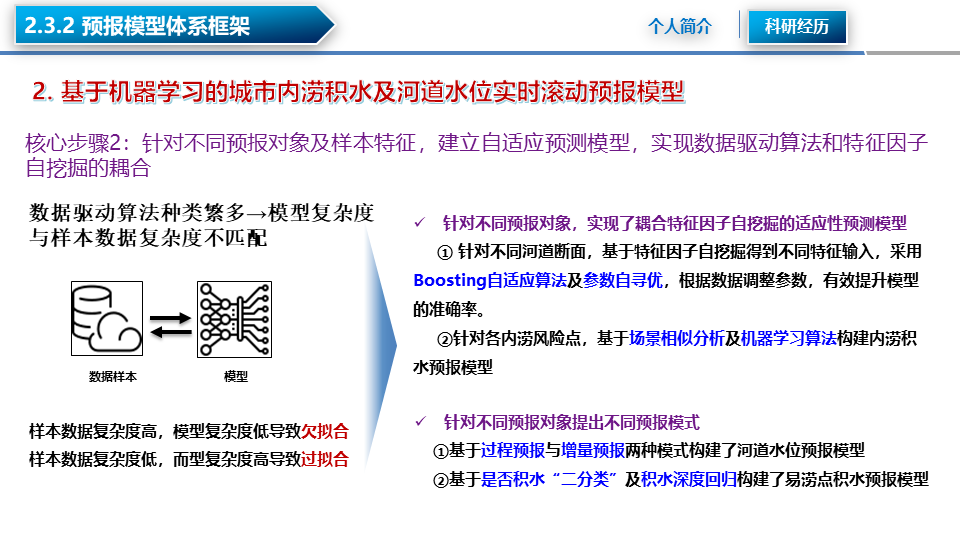 2.3.2 预报模型体系框架
个人简介
科研经历
2. 基于机器学习的城市内涝积水及河道水位实时滚动预报模型
核心步骤2：针对不同预报对象及样本特征，建立自适应预测模型，实现数据驱动算法和特征因子
自挖掘的耦合
数据驱动算法种类繁多→模型复杂度
与样本数据复杂度不匹配
数据样本
模型
样本数据复杂度高，模型复杂度低导致欠拟合
样本数据复杂度低，而型复杂度高导致过拟合
✓ 针对不同预报对象，实现了耦合特征因子自挖掘的适应性预测模型
① 针对不同河道断面，基于特征因子自挖掘得到不同特征输入，采用
Boosting自适应算法及参数自寻优，根据数据调整参数，有效提升模型
的准确率。
②针对各内涝风险点，基于场景相似分析及机器学习算法构建内涝积
水预报模型
✓ 针对不同预报对象提出不同预报模式
①基于过程预报与增量预报两种模式构建了河道水位预报模型
②基于是否积水“二分类”及积水深度回归构建了易涝点积水预报模型